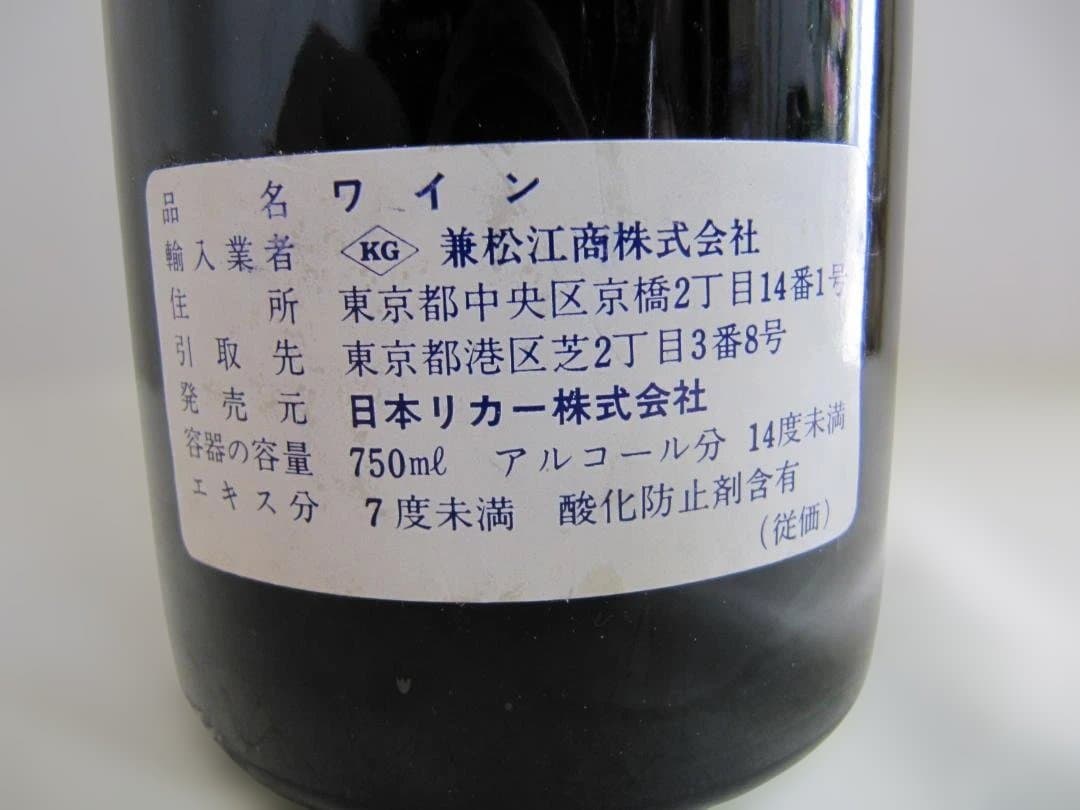 品名 ワイン
輸入業者 KG 兼松江商株式会社
住所 東京都中央区京橋2丁目14番1号
引取先 東京都港区芝2丁目3番8号
発売元 日本リカー株式会社
容器の容量 750ml アルコール分 14度未満
エキス分 7度未満 酸化防止剤含有
(従価)